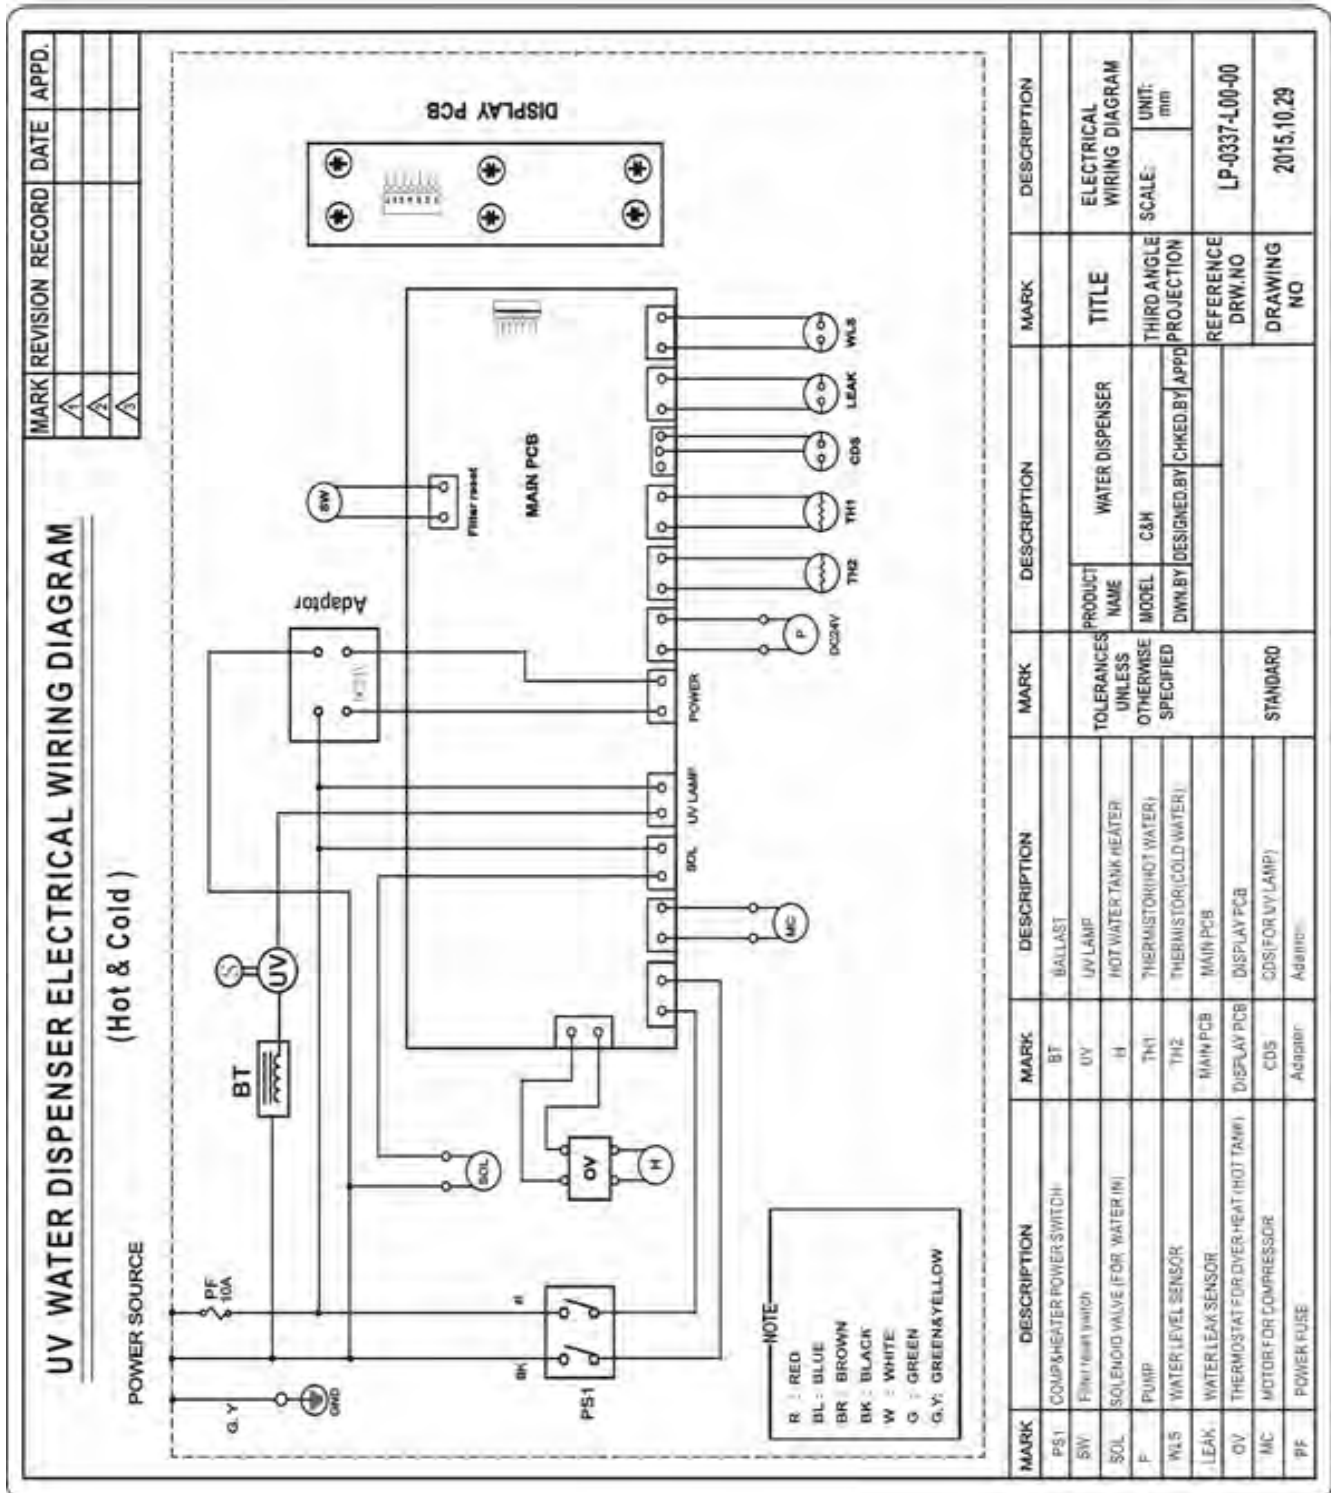 UV WATER DISPENSER ELECTRICAL WIRING DIAGRAM
(Hot & Cold)
MARK REVISION RECORD DATE APPD.
1
2
3
POWER SOURCE
G.Y
GND
PF
10A
BT
S
UV
Adaptor
SW
Filter reset
MAIN PCB
DISPLAY PCB
SOL
OV
H
BK
R
PS1
MC
SOL
UV LAMP
POWER
P
DC24V
TH2
TH1
CDS
LEAK
WLS
NOTE
R : RED
BL : BLUE
BR : BROWN
BK : BLACK
W : WHITE
G : GREEN
G.Y: GREEN&YELLOW
MARK DESCRIPTION MARK DESCRIPTION MARK DESCRIPTION MARK DESCRIPTION
PS1 COMP&HEATER POWER SWITCH BT BALLAST
SW Filter reset switch UV UV LAMP
SOL SOLENOID VALVE (FOR WATER IN) H HOT WATER TANK HEATER
P PUMP TH1 THERMISTOR(HOT WATER)
WLS WATER LEVEL SENSOR TH2 THERMISTOR(COLD WATER)
LEAK WATER LEAK SENSOR MAIN PCB MAIN PCB
OV THERMOSTAT FOR OVER HEAT (HOT TANK) DISPLAY PCB DISPLAY PCB
MC MOTOR FOR COMPRESSOR CDS CDS(FOR UV LAMP)
PF POWER FUSE Adaptor Adaptor
TOLERANCES
UNLESS
OTHERWISE
SPECIFIED
STANDARD
PRODUCT
NAME
WATER DISPENSER
MODEL C&H
DWN.BY DESIGNED.BY CHKED.BY APPD
TITLE
ELECTRICAL
WIRING DIAGRAM
THIRD ANGLE
PROJECTION
SCALE:
UNIT:
mm
REFERENCE
DRW.NO
LP-0337-L00-00
DRAWING
NO
2015.10.29